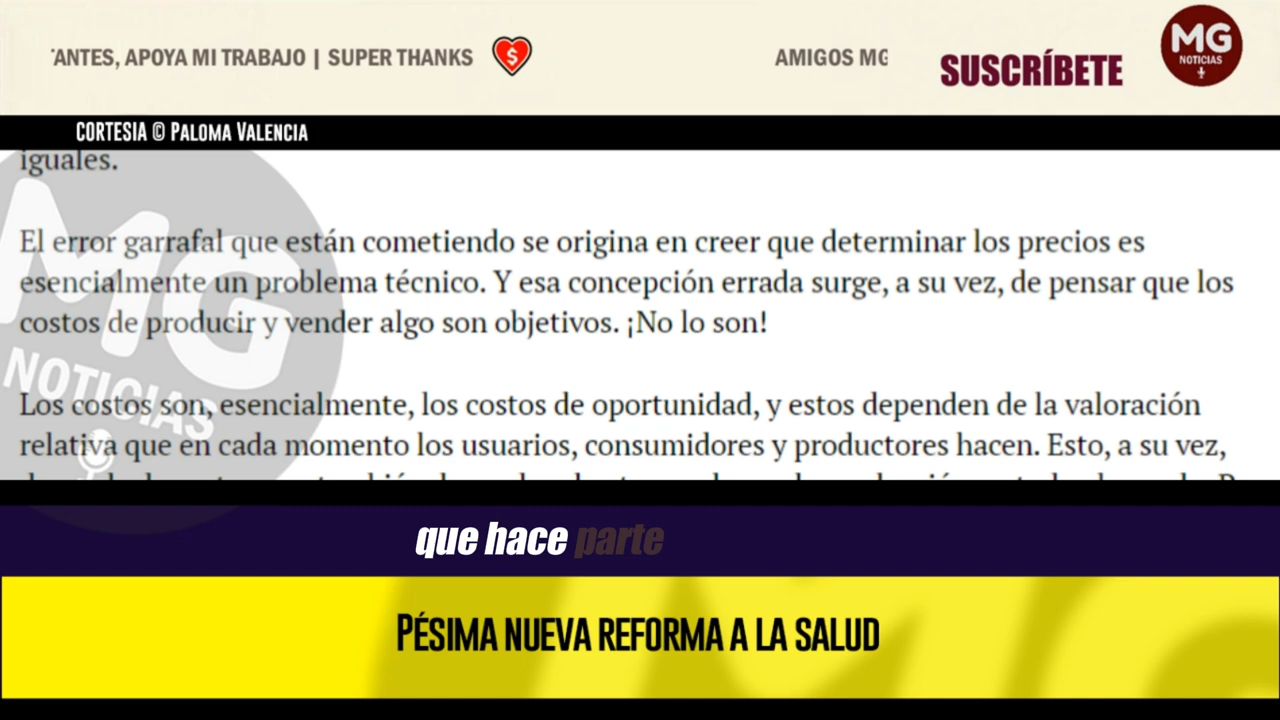 'ANTES, APOYA MI TRABAJO | SUPER THANKS
AMIGOS MG
SUSCRÍBETE
MG
NOTICIAS
CORTESIA © PALOMA VALENCIA
iguales.
El error garrafal que están cometiendo se origina en creer que determinar los precios es
esencialmente un problema técnico. Y esa concepción errada surge, a su vez, de pensar que los
costos de producir y vender algo son objetivos. ¡No lo son!
Los costos son, esencialmente, los costos de oportunidad, y estos dependen de la valoración
relativa que en cada momento los usuarios, consumidores y productores hacen. Esto, a su vez,
MG
NOTICIAS
que hace parte
PÉSIMA NUEVA REFORMA A LA SALUD